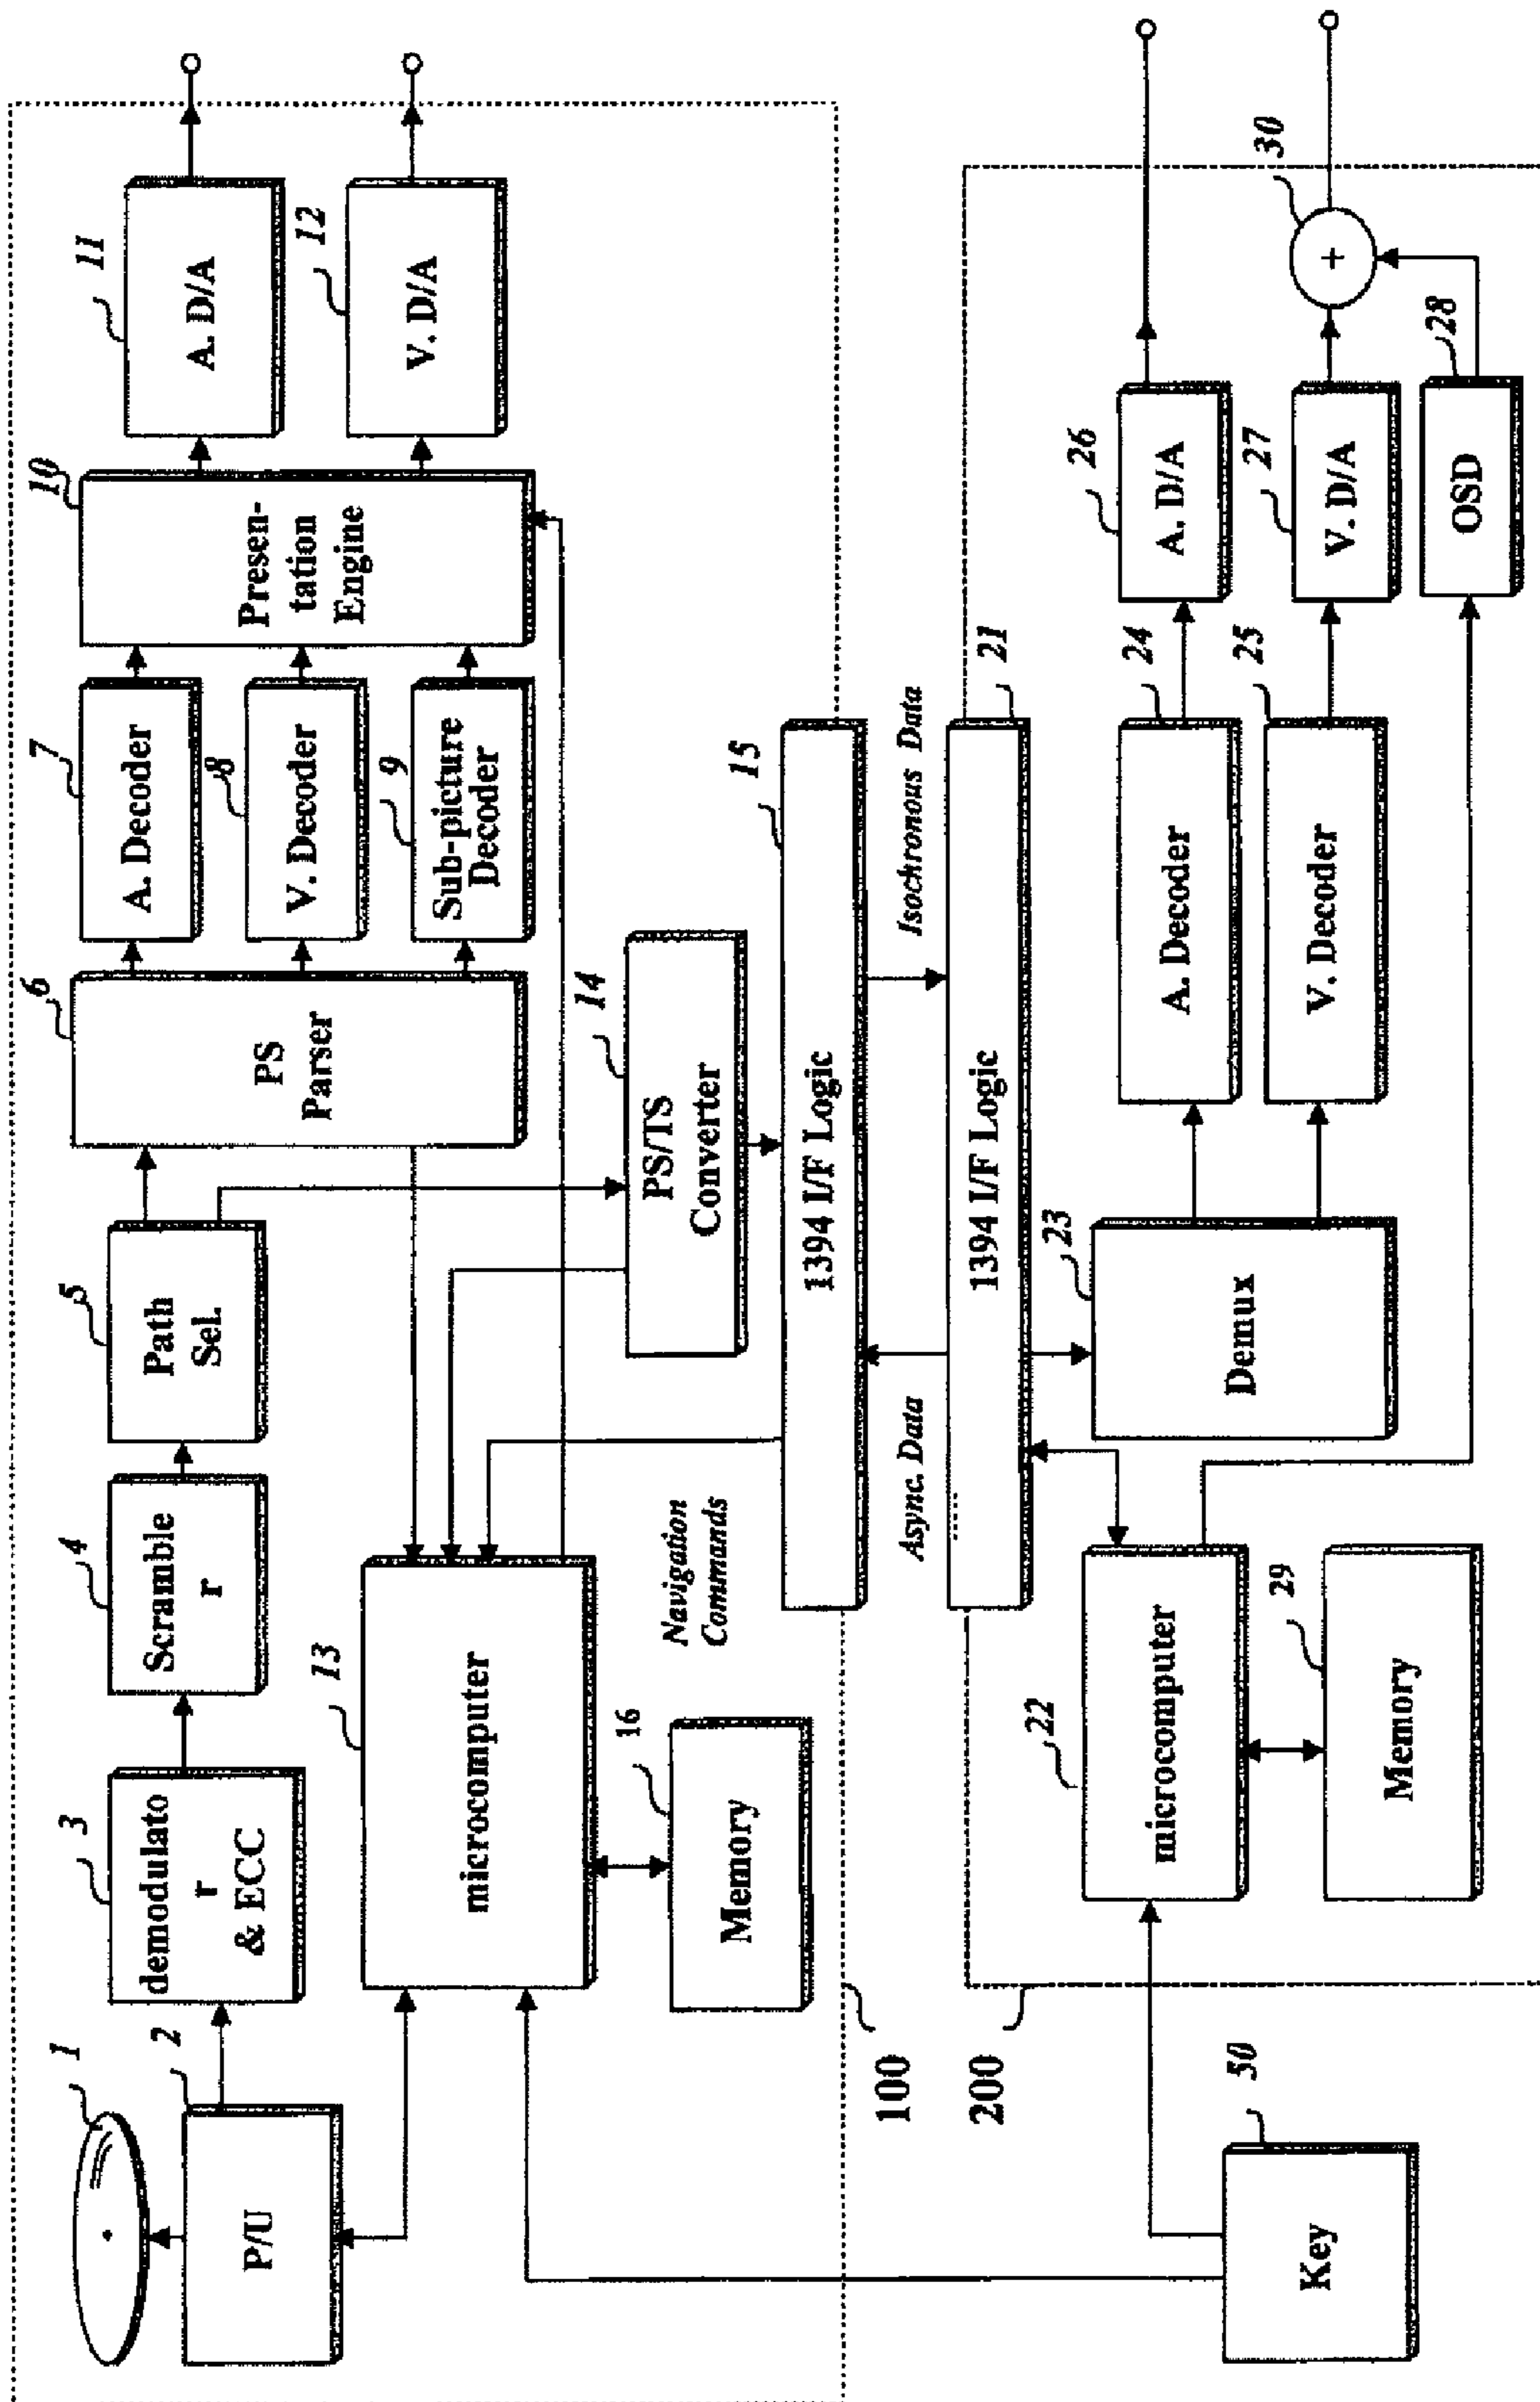 1
P/U
2
demodulato
r
& ECC
3
Scramble
r
4
Path
Sel.
5
PS
Parser
6
A. Decoder
7
V. Decoder
8
Sub-picture
Decoder
9
Presen-
tation
Engine
10
A. D/A
11
V. D/A
12
microcomputer
13
Memory
16
PS/TS
Converter
14
Navigation
Commands
1394 I/F Logic
15
100
Async. Data
Isochronous Data
200
1394 I/F Logic
21
Key
50
microcomputer
22
Memory
29
Demux
23
A. Decoder
24
V. Decoder
25
A. D/A
26
V. D/A
27
OSD
28
+
30